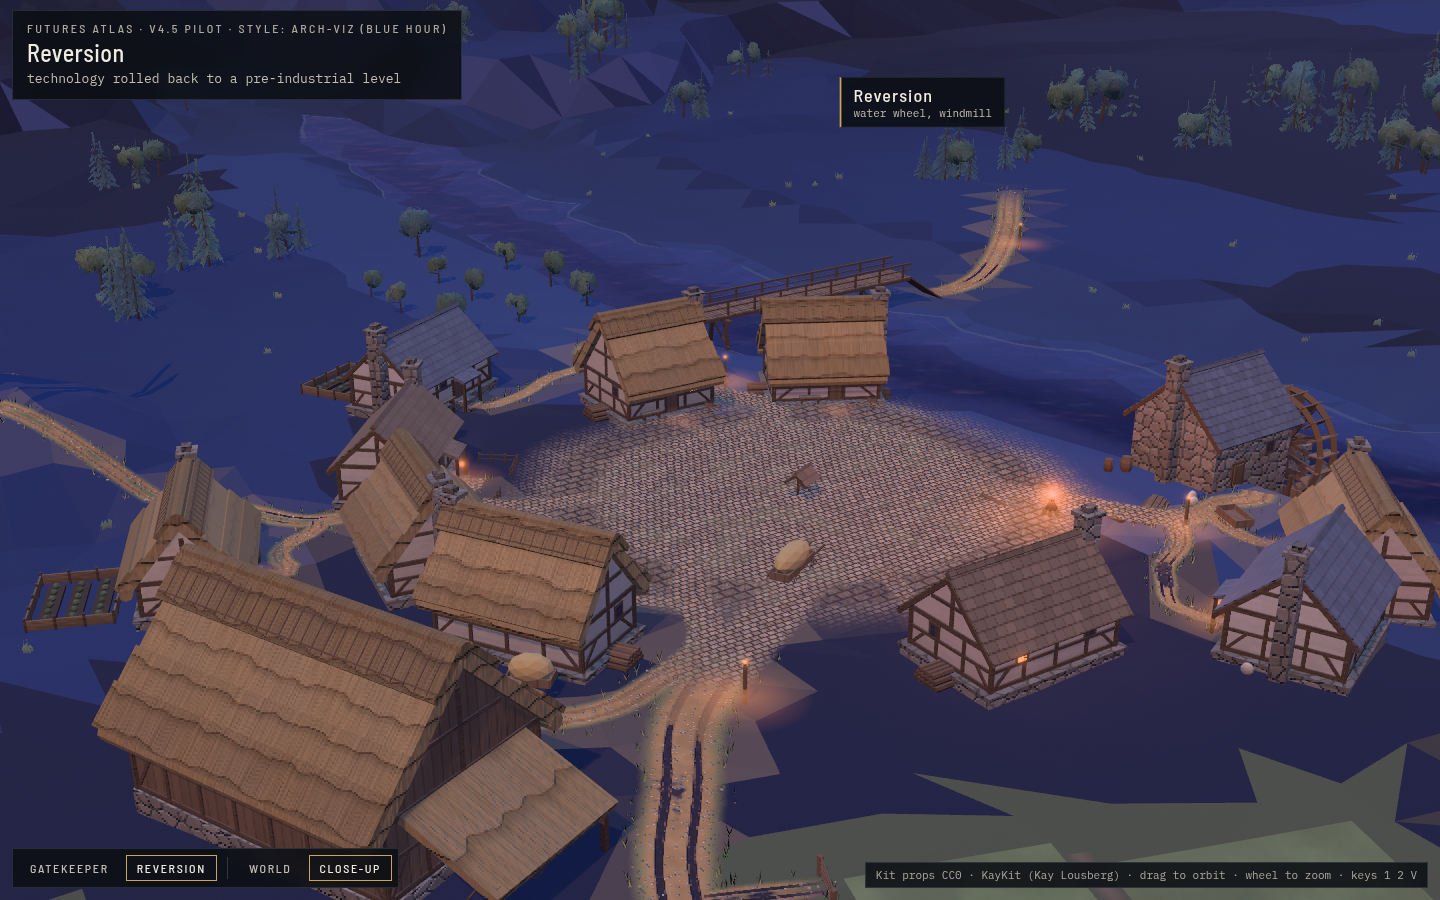 FUTURES ATLAS · V4.5 PILOT · STYLE: ARCH-VIZ (BLUE HOUR)
Reversion
technology rolled back to a pre-industrial level
Reversion
water wheel, windmill
GATEKEEPER REVERSION WORLD CLOSE-UP
Kit props CC0 · KayKit (Kay Lousberg) · drag to orbit · wheel to zoom · keys 1 2 V